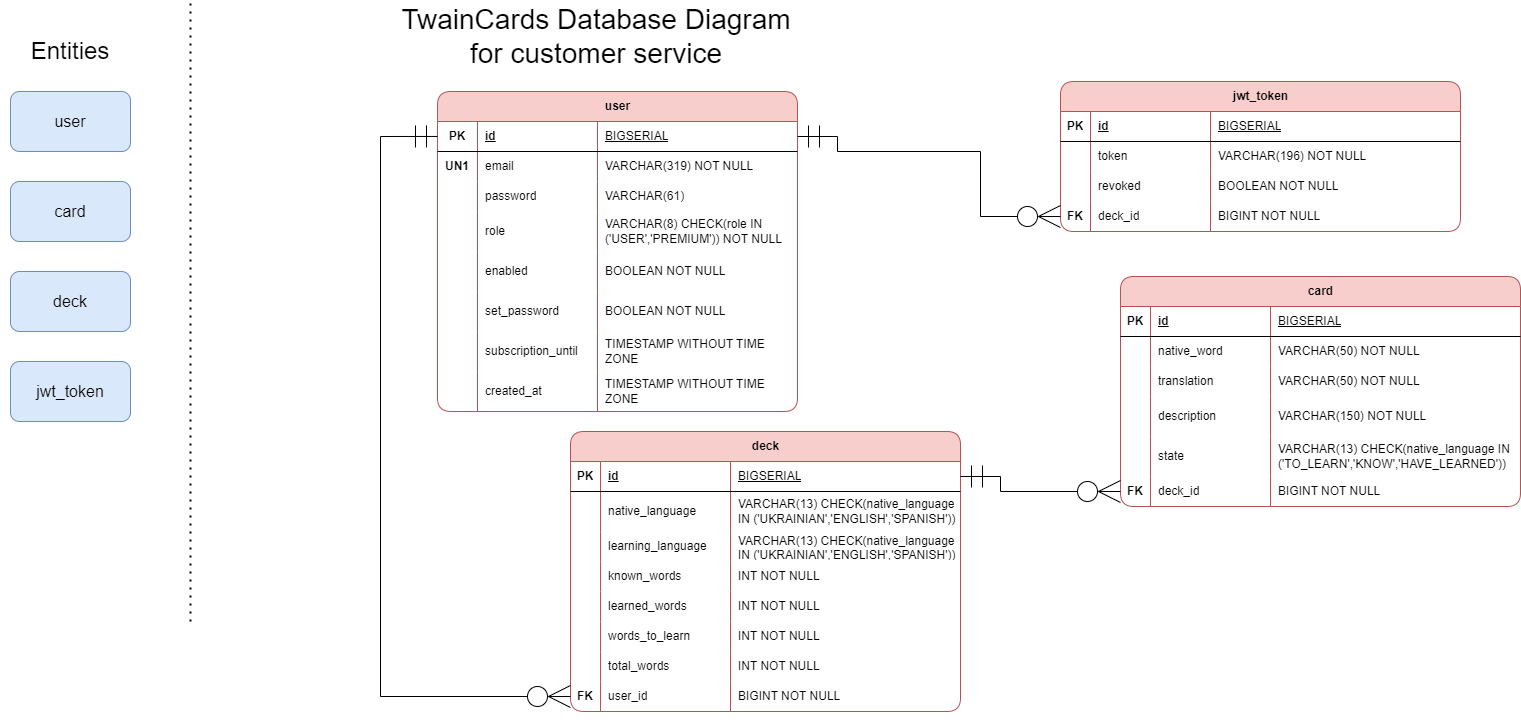 TwainCards Database Diagram
for customer service
Entities
user
card
deck
jwt_token
user
PK id BIGSERIAL
UN1 email VARCHAR(319) NOT NULL
password VARCHAR(61)
role VARCHAR(8) CHECK(role IN
('USER','PREMIUM')) NOT NULL
enabled BOOLEAN NOT NULL
set_password BOOLEAN NOT NULL
subscription_until TIMESTAMP WITHOUT TIME
ZONE
created_at TIMESTAMP WITHOUT TIME
ZONE
jwt_token
PK id BIGSERIAL
token VARCHAR(196) NOT NULL
revoked BOOLEAN NOT NULL
FK deck_id BIGINT NOT NULL
card
PK id BIGSERIAL
native_word VARCHAR(50) NOT NULL
translation VARCHAR(50) NOT NULL
description VARCHAR(150) NOT NULL
state VARCHAR(13) CHECK(native_language IN
('TO_LEARN','KNOW','HAVE_LEARNED'))
FK deck_id BIGINT NOT NULL
deck
PK id BIGSERIAL
native_language VARCHAR(13) CHECK(native_language
IN ('UKRAINIAN','ENGLISH','SPANISH'))
learning_language VARCHAR(13) CHECK(native_language
IN ('UKRAINIAN','ENGLISH','SPANISH'))
known_words INT NOT NULL
learned_words INT NOT NULL
words_to_learn INT NOT NULL
total_words INT NOT NULL
FK user_id BIGINT NOT NULL